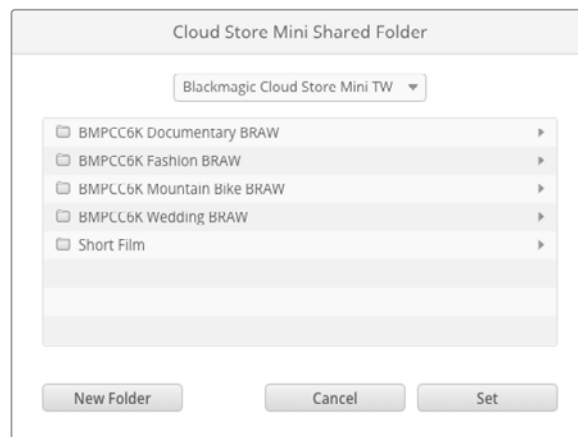 Cloud Store Mini Shared Folder
Blackmagic Cloud Store Mini TW
BMPCC6K Documentary BRAW
BMPCC6K Fashion BRAW
BMPCC6K Mountain Bike BRAW
BMPCC6K Wedding BRAW
Short Film
New Folder Cancel Set